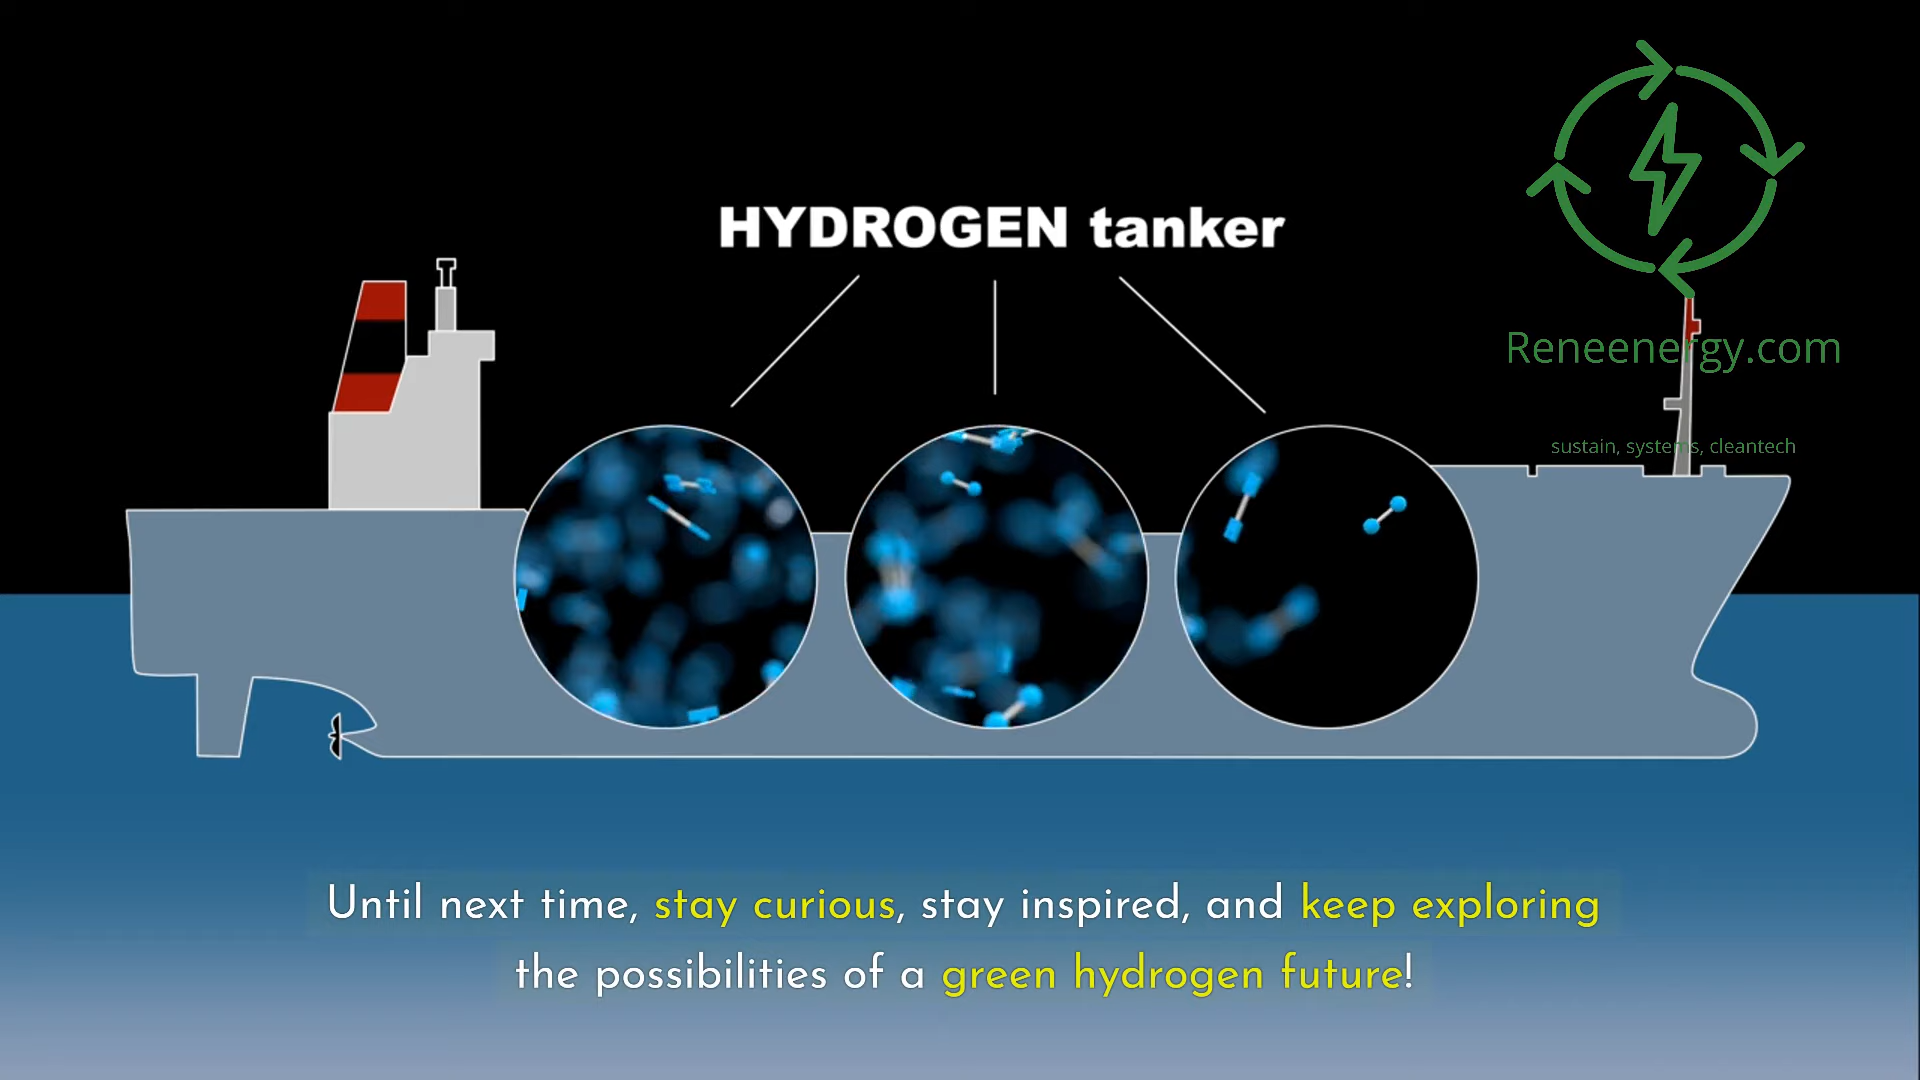 HYDROGEN tanker
Reneenergy.com
sustain, systems, cleantech
Until next time, stay curious, stay inspired, and keep exploring
the possibilities of a green hydrogen future!